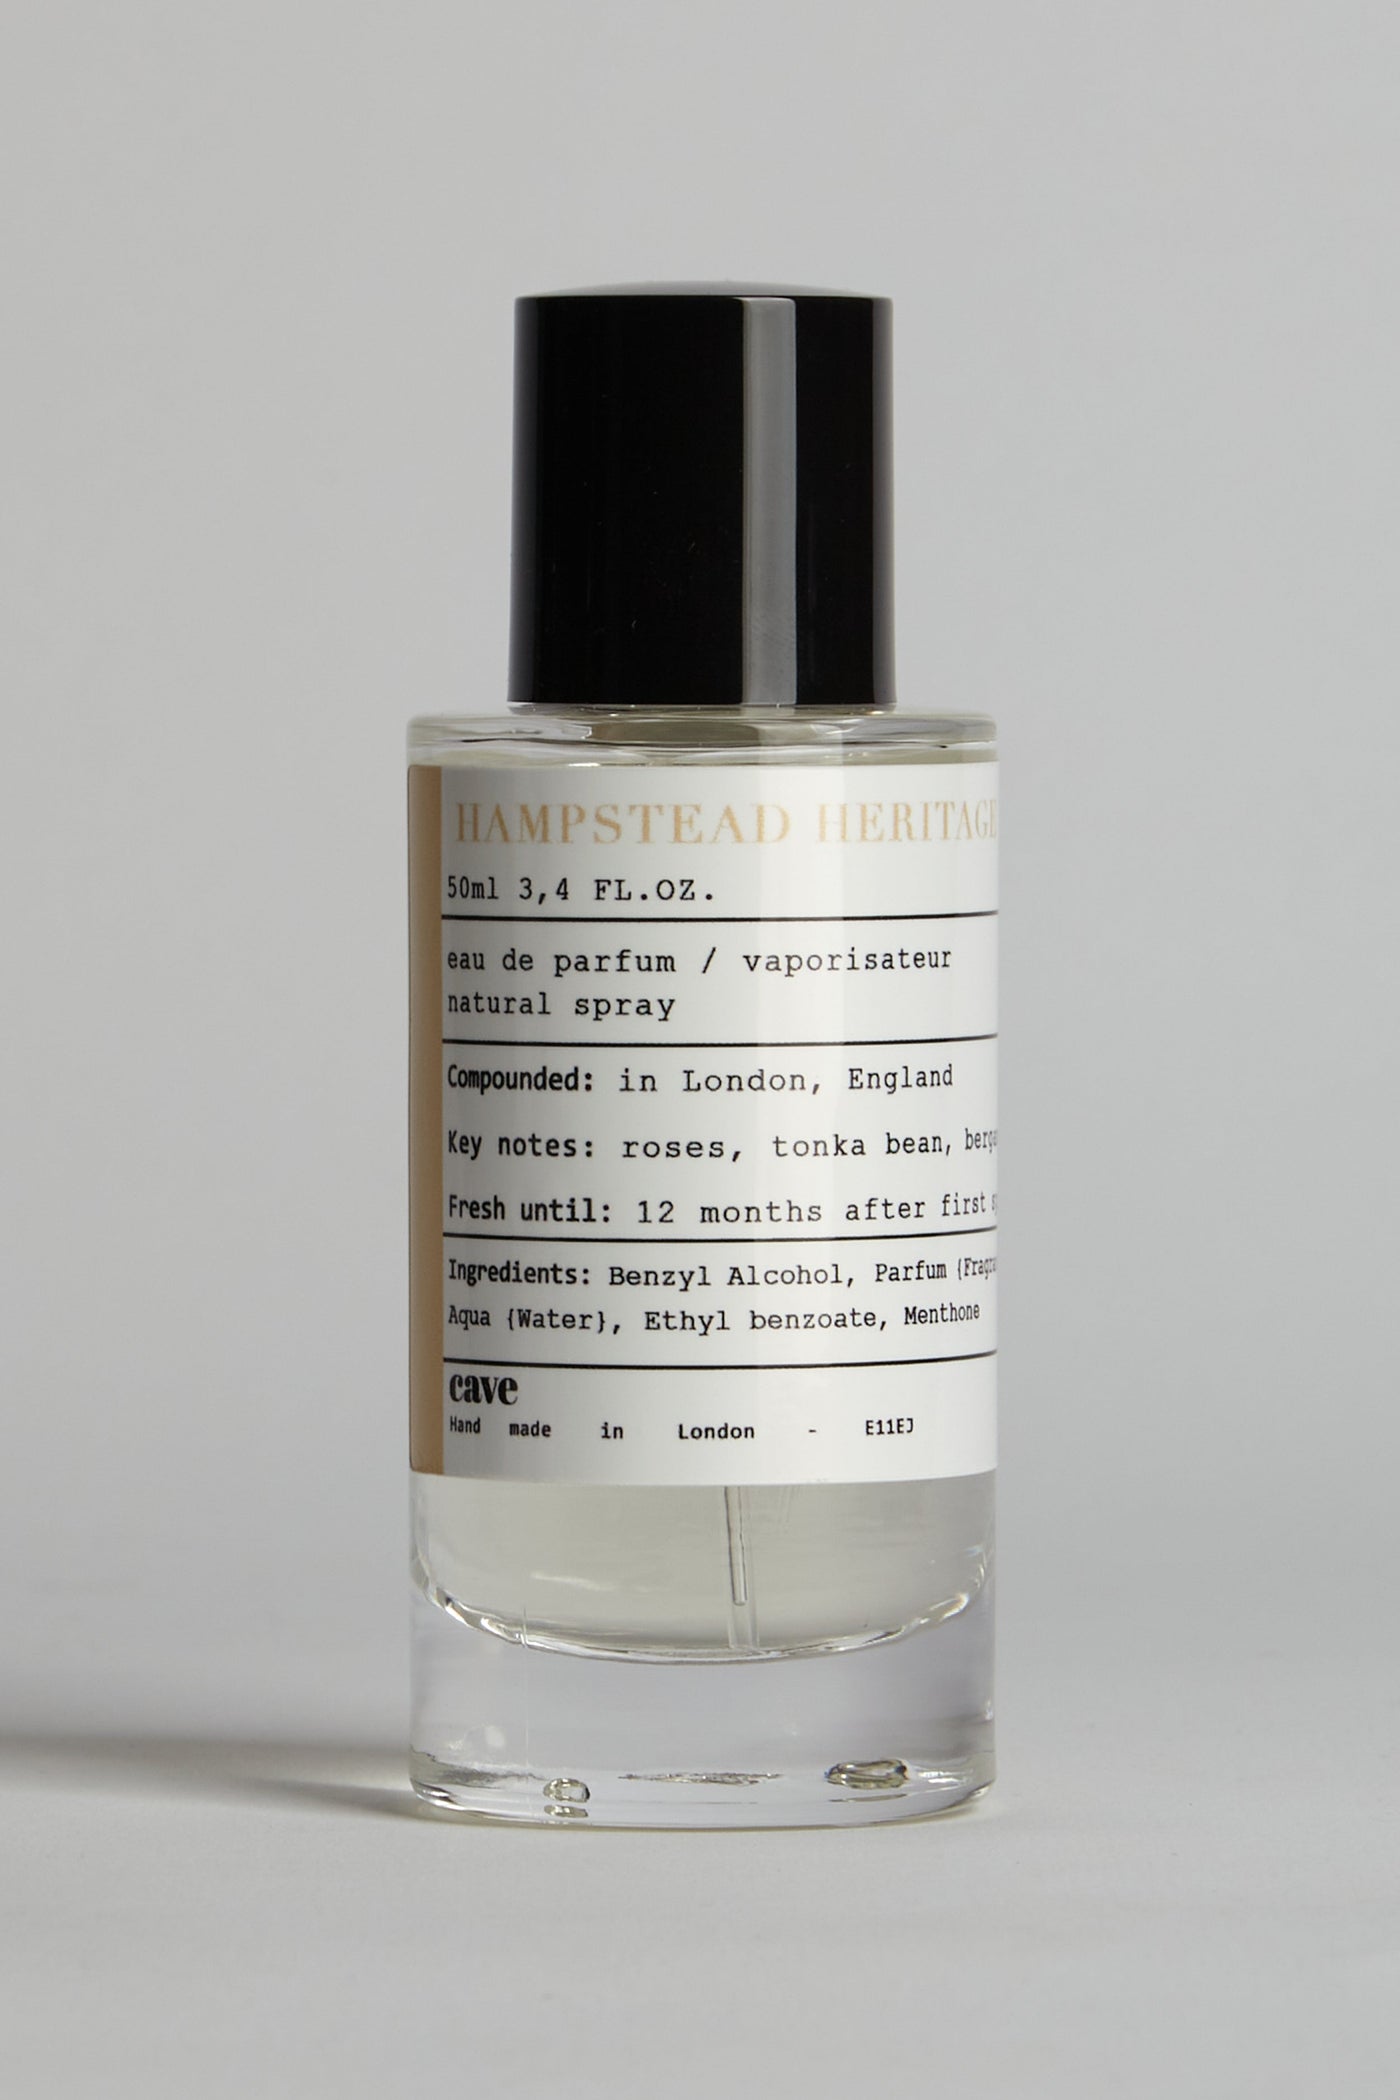 HAMPSTEAD HERITAGE
50ml 3,4 FL.OZ.
eau de parfum / vaporisateur
natural spray
Compounded: in London, England
Key notes: roses, tonka bean,
Fresh until: 12 months after first
Ingredients: Benzyl Alcohol, Parfum
Aqua {Water}, Ethyl benzoate, Menthone
cave
Hand made in London - E11EJ